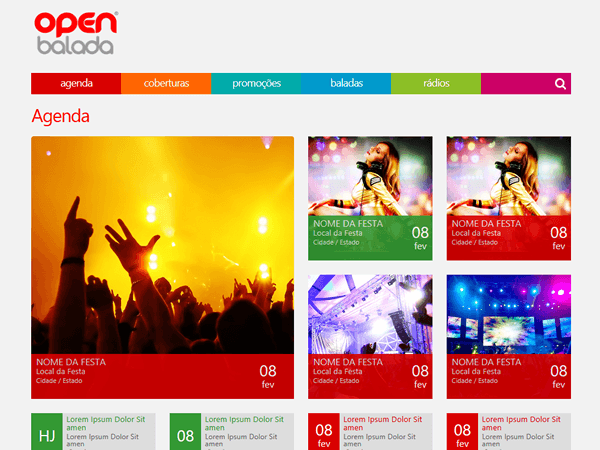 OPEN®
balada
agenda
coberturas
promoções
baladas
rádios
Agenda
NOME DA FESTA
Local da Festa
Cidade / Estado
08
fev
NOME DA FESTA
Local da Festa
Cidade / Estado
08
fev
NOME DA FESTA
Local da Festa
Cidade / Estado
08
fev
NOME DA FESTA
Local da Festa
Cidade / Estado
08
fev
NOME DA FESTA
Local da Festa
Cidade / Estado
08
fev
HJ
Lorem Ipsum Dolor Sit
amen
Lorem Ipsum Dolor Sit
amen
08
Lorem Ipsum Dolor Sit
amen
Lorem Ipsum Dolor Sit
amen
08
fev
Lorem Ipsum Dolor Sit
amen
Lorem Ipsum Dolor Sit
amen
08
fev
Lorem Ipsum Dolor Sit
amen
Lorem Ipsum Dolor Sit
amen